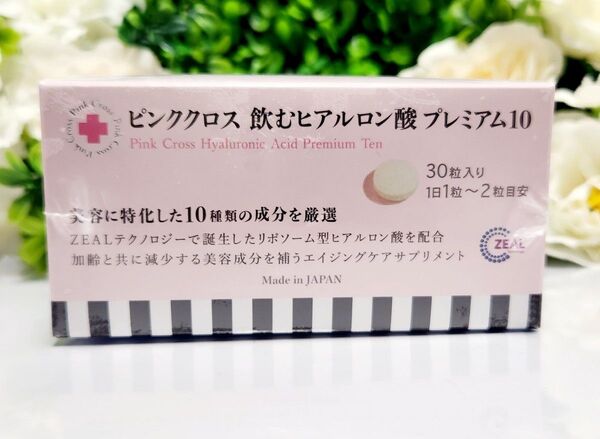 Pink Cross Pink Cross Pink Cross
ピンククロス 飲むヒアルロン酸 プレミアム10
Pink Cross Hyaluronic Acid Premium Ten
30粒入り
1日1粒～2粒目安
美容に特化した10種類の成分を厳選
ZEALテクノロジーで誕生したリポソーム型ヒアルロン酸を配合
加齢と共に減少する美容成分を補うエイジングケアサプリメント
ZEAL
Made in JAPAN